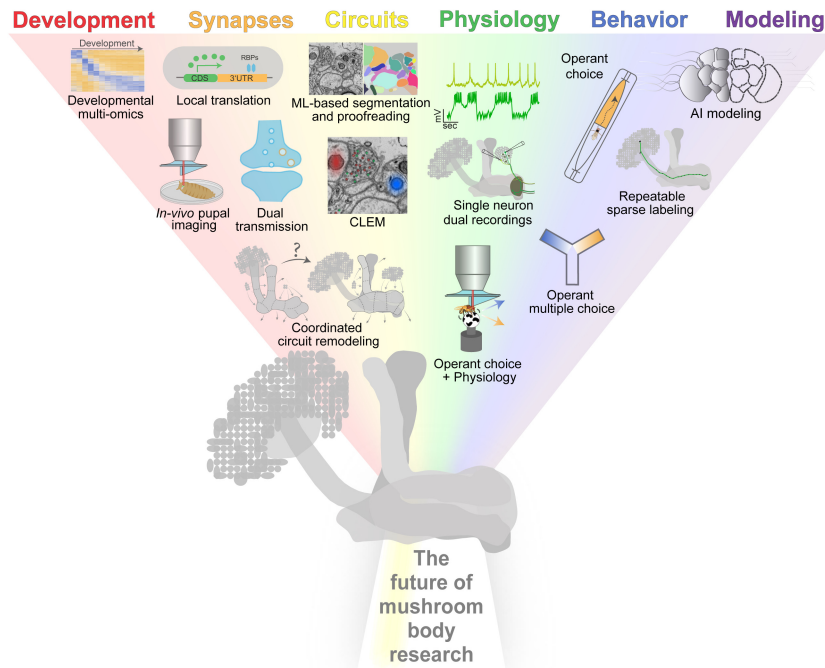 Development Synapses Circuits Physiology Behavior Modeling
Development
Developmental
multi-omics
RBPs
CDS 3'UTR
Local translation
ML-based segmentation
and proofreading
mV
sec
Operant
choice
AI modeling
In-vivo pupal
imaging
Dual
transmission
CLEM
Single neuron
dual recordings
Repeatable
sparse labeling
?
Coordinated
circuit remodeling
Operant choice
+ Physiology
Operant
multiple choice
The
future of
mushroom
body
research